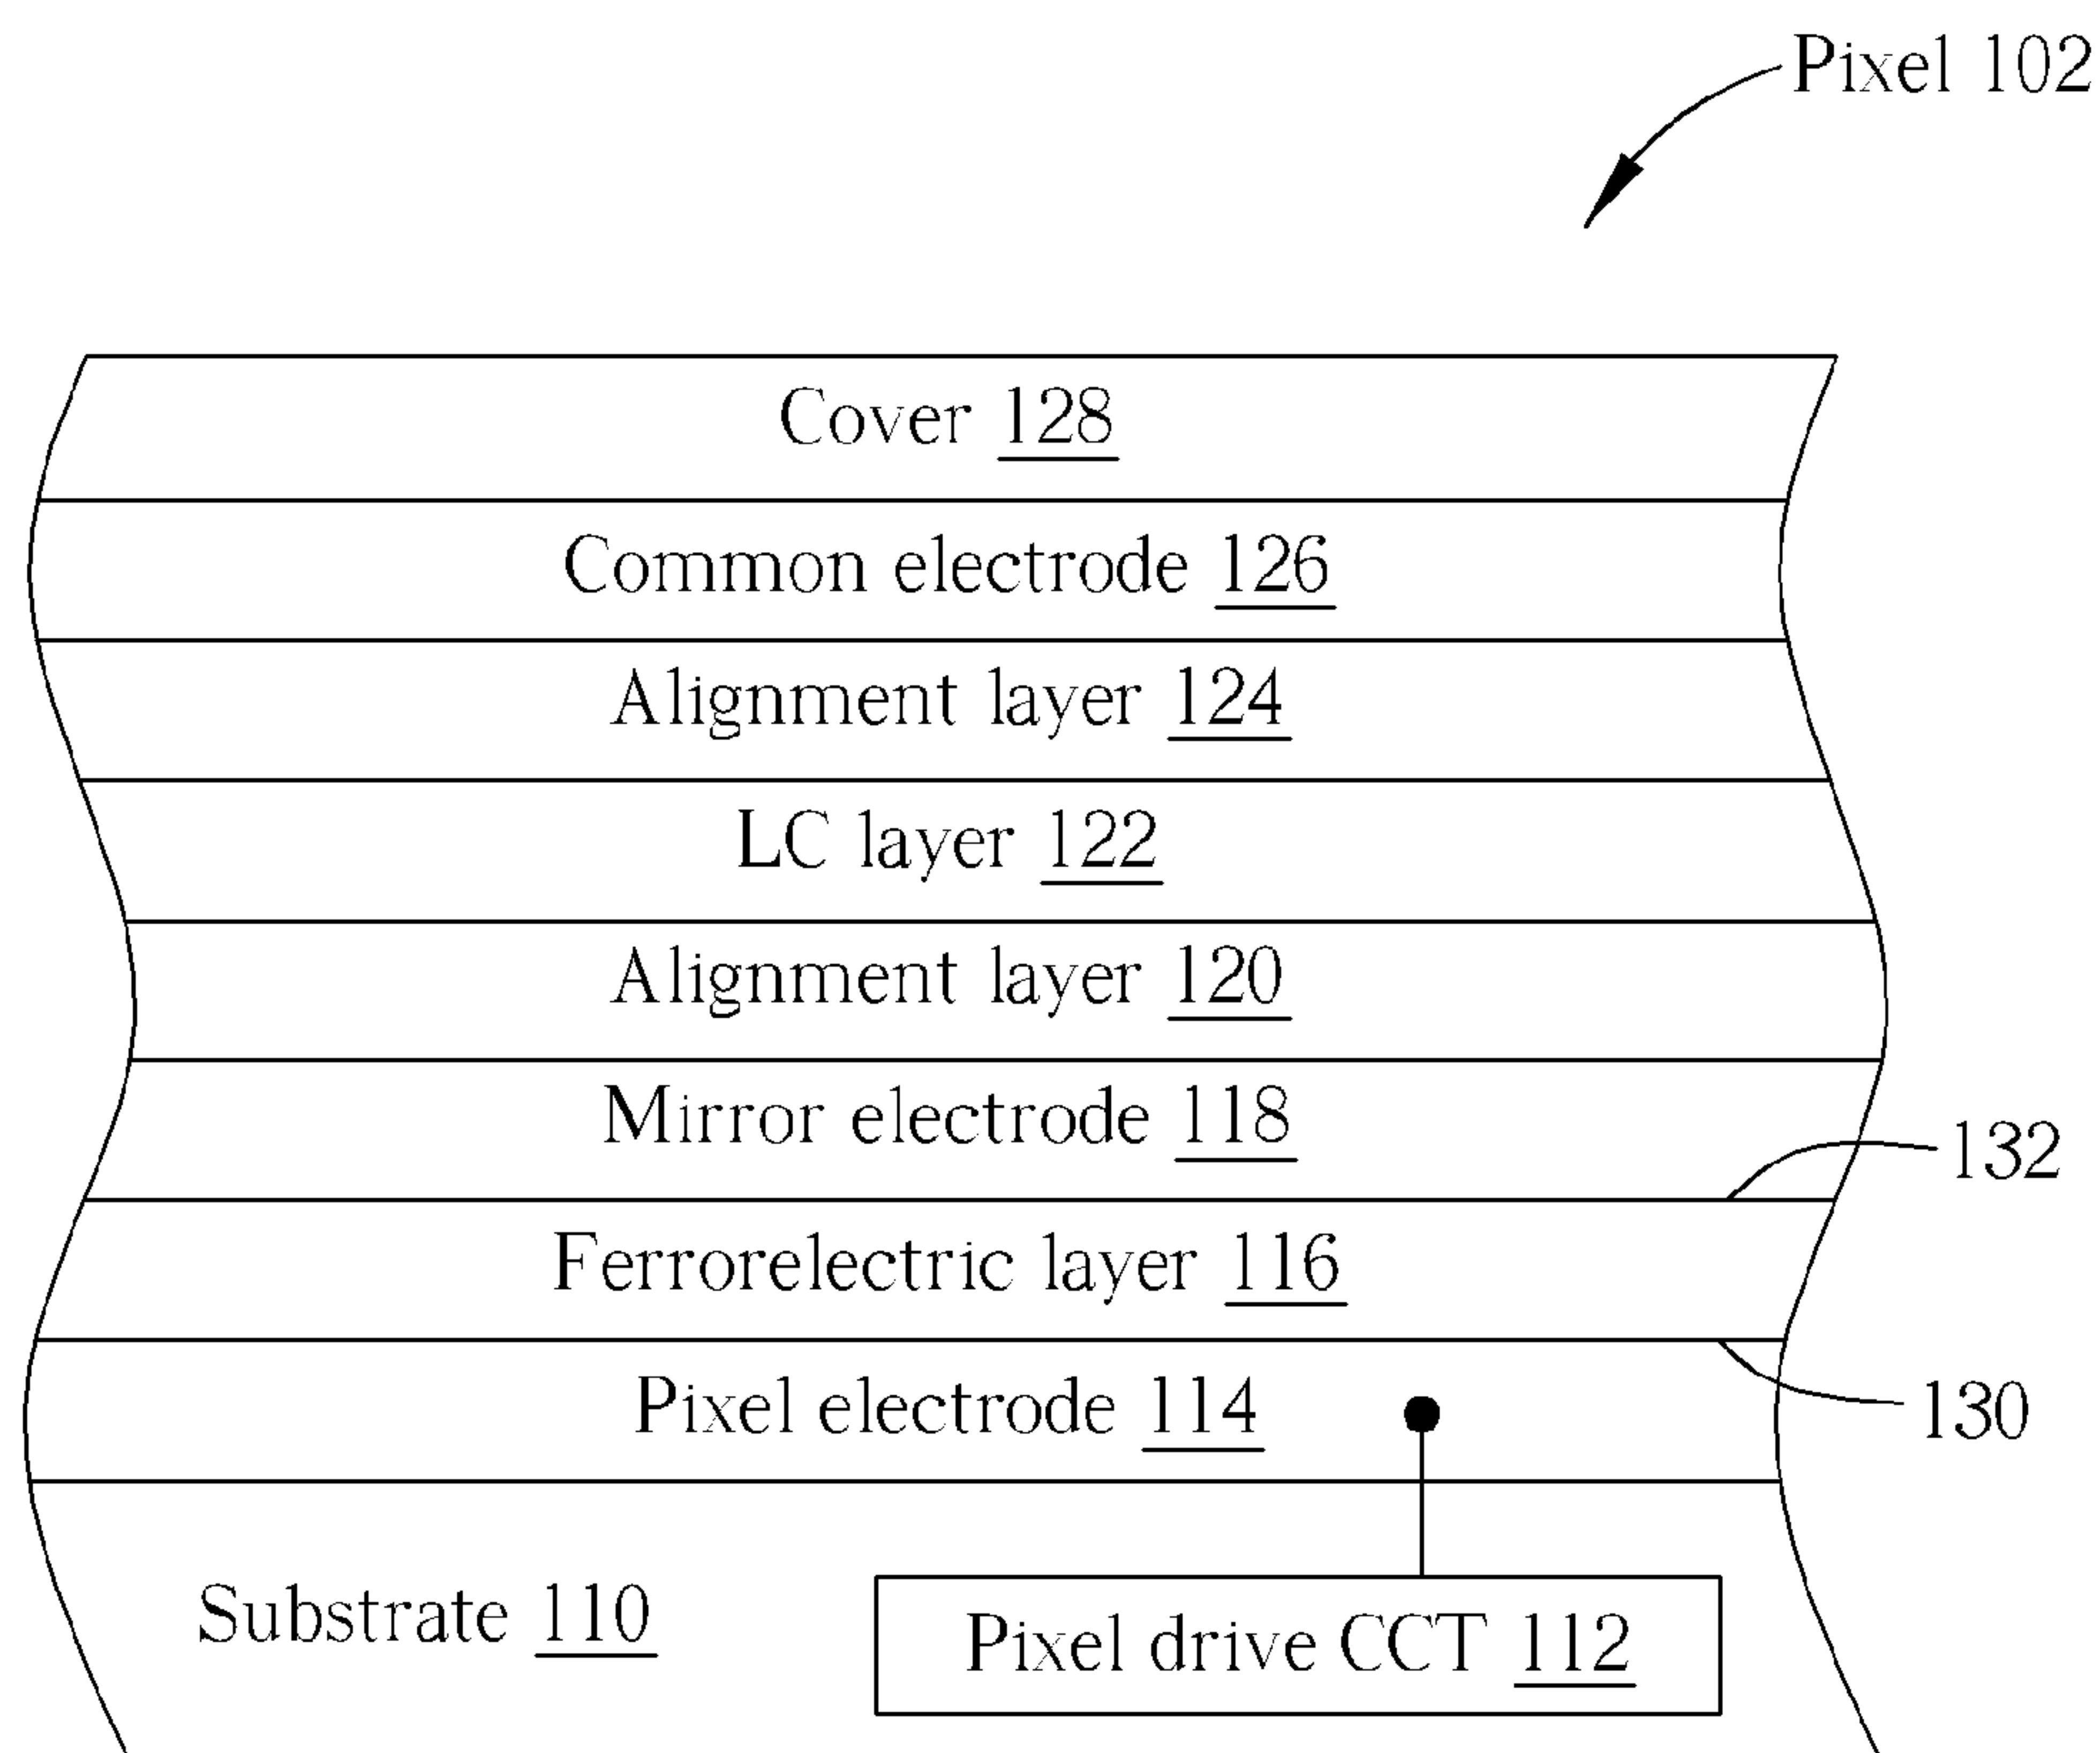 Pixel 102
Cover 128
Common electrode 126
Alignment layer 124
LC layer 122
Alignment layer 120
Mirror electrode 118
132
Ferrorelectric layer 116
Pixel electrode 114
130
Substrate 110
Pixel drive CCT 112